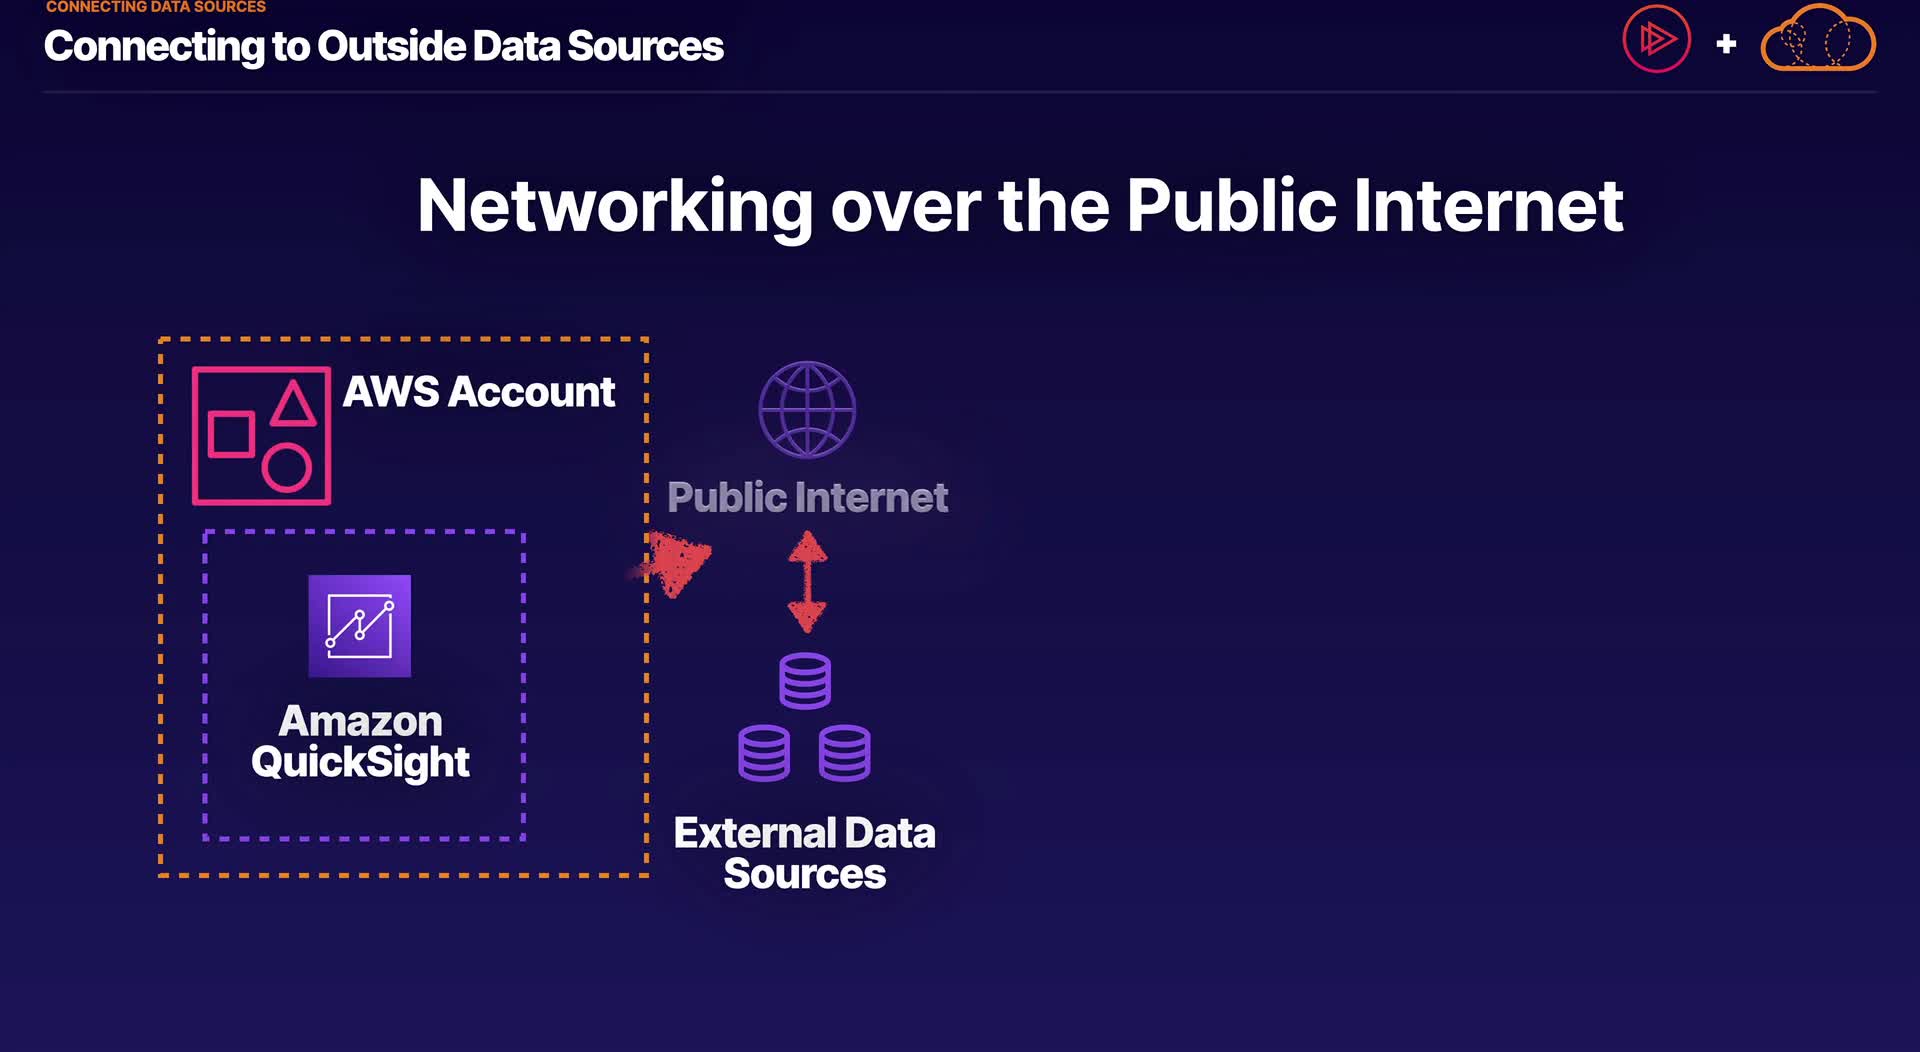 CONNECTING DATA SOURCES
Connecting to Outside Data Sources
Networking over the Public Internet
AWS Account
Public Internet
Amazon
QuickSight
External Data
Sources